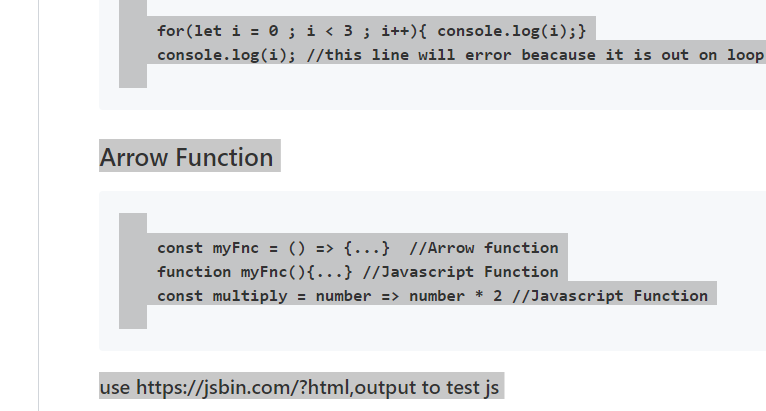 for(let i = 0 ; i < 3 ; i++){ console.log(i);}
console.log(i); //this line will error beacause it is out on loop
Arrow Function
const myFnc = () => {...}  //Arrow function
function myFnc(){...} //Javascript Function
const multiply = number => number * 2 //Javascript Function
use https://jsbin.com/?html,output to test js